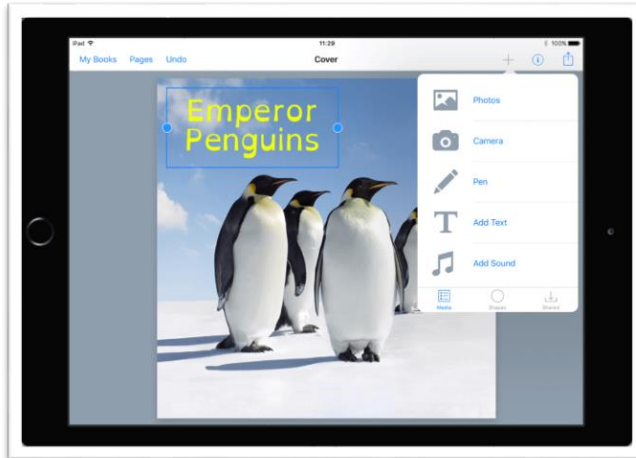 iPad 11:29 100%
My Books Pages Undo Cover
Emperor
Penguins
Photos
Camera
Pen
Add Text
Add Sound
Media Shapes Shared